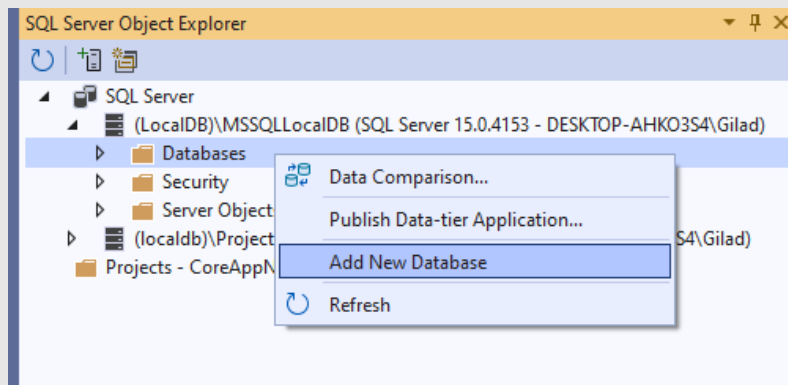 SQL Server Object Explorer
SQL Server
(LocalDB)\MSSQLLocalDB (SQL Server 15.0.4153 - DESKTOP-AHKO3S4\Gilad)
Databases
Data Comparison...
Security
Publish Data-tier Application...
Server Object
(localdb)\Project
S4\Gilad)
Add New Database
Projects - CoreAppN
Refresh